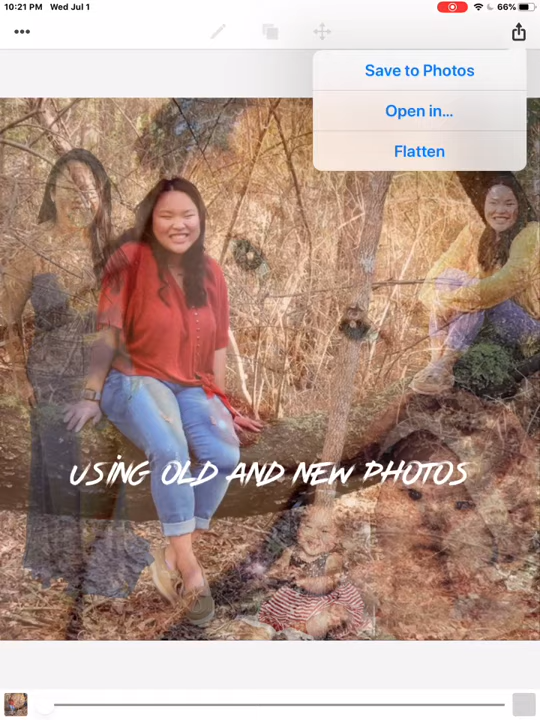 10:21 PM Wed Jul 1 66%
Save to Photos
Open in...
Flatten
USING OLD AND NEW PHOTOS